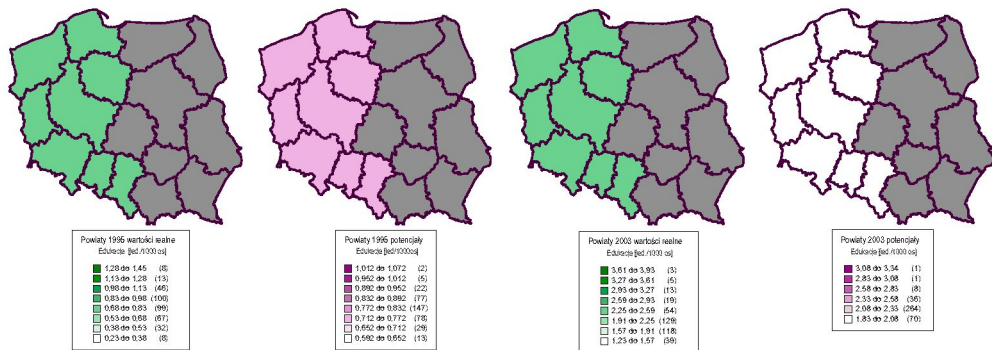 Powiaty 1995 wartości realne
Edukacja [jed./1000 os]
1,28 do 1,45 (8)
1,13 do 1,28 (13)
0,98 do 1,13 (46)
0,83 do 0,98 (100)
0,68 do 0,83 (99)
0,53 do 0,68 (67)
0,38 do 0,53 (32)
0,23 do 0,38 (8)
Powiaty 1995 potencjały
Edukacja [jed./1000os]
1,012 do 1,072 (2)
0,952 do 1,012 (5)
0,892 do 0,952 (22)
0,832 do 0,892 (77)
0,772 do 0,832 (147)
0,712 do 0,772 (78)
0,652 do 0,712 (29)
0,592 do 0,652 (13)
Powiaty 2003 wartości realne
Edukacja [jed./1000 os]
3,61 do 3,93 (3)
3,27 do 3,61 (5)
2,93 do 3,27 (13)
2,59 do 2,93 (19)
2,25 do 2,59 (54)
1,91 do 2,25 (129)
1,57 do 1,91 (118)
1,23 do 1,57 (39)
Powiaty 2003 potencjały
Edukacja [jed./1000 os]
3,08 do 3,34 (1)
2,83 do 3,08 (1)
2,58 do 2,83 (8)
2,33 do 2,58 (36)
2,08 do 2,33 (264)
1,83 do 2,08 (70)